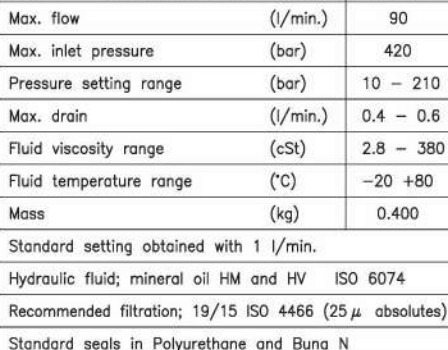 Max. flow (l/min.) 90
Max. inlet pressure (bar) 420
Pressure setting range (bar) 10 – 210
Max. drain (l/min.) 0.4 – 0.6
Fluid viscosity range (cSt) 2.8 – 380
Fluid temperature range (°C) –20 +80
Mass (kg) 0.400
Standard setting obtained with 1 l/min.
Hydraulic fluid; mineral oil HM and HV ISO 6074
Recommended filtration; 19/15 ISO 4466 (25 μ absolutes)
Standard seals in Polyurethane and Buna N